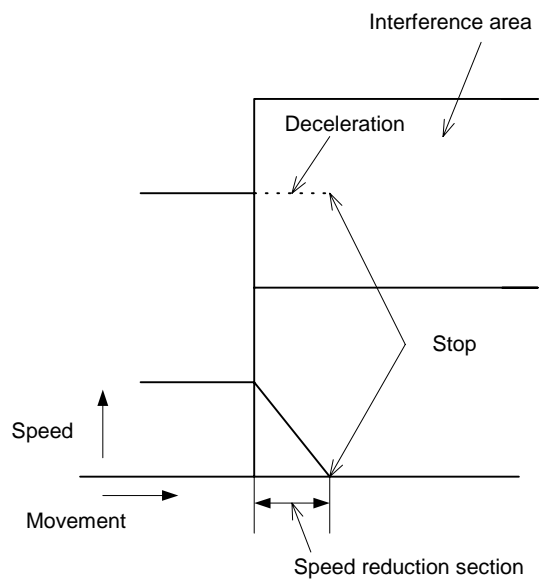 Interference area
Deceleration
Stop
Speed
Movement
Speed reduction section